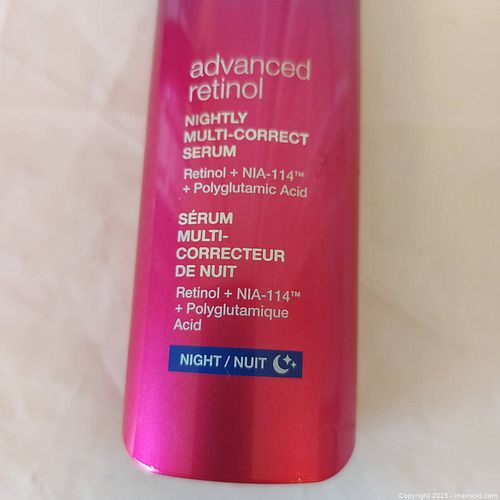 advanced
retinol
NIGHTLY
MULTI-CORRECT
SERUM
Retinol + NIA-114™
+ Polyglutamic Acid
SÉRUM
MULTI-
CORRECTEUR
DE NUIT
Retinol + NIA-114™
+ Polyglutamique
Acid
NIGHT / NUIT
Copyright 2025 - maxsold.com